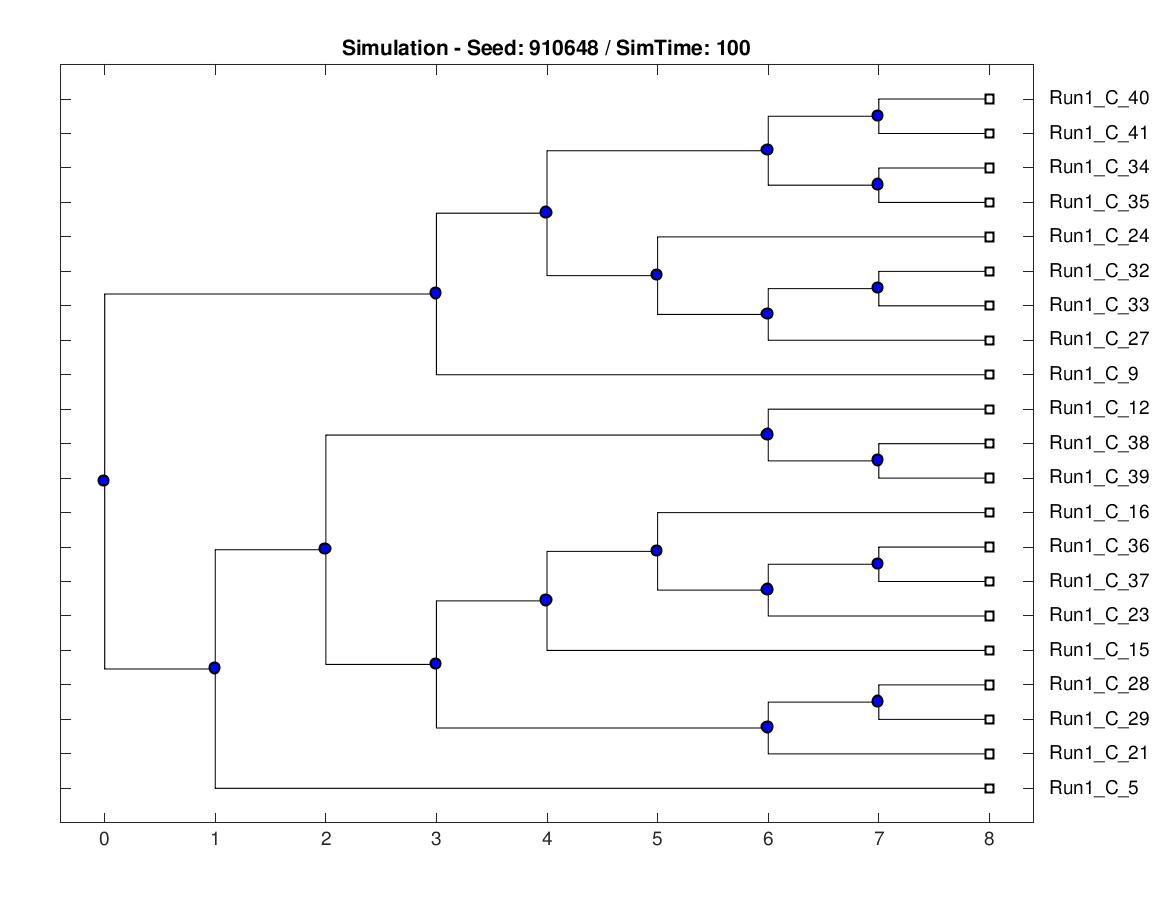 Simulation - Seed: 910648 / SimTime: 100
Run1_C_40
Run1_C_41
Run1_C_34
Run1_C_35
Run1_C_24
Run1_C_32
Run1_C_33
Run1_C_27
Run1_C_9
Run1_C_12
Run1_C_38
Run1_C_39
Run1_C_16
Run1_C_36
Run1_C_37
Run1_C_23
Run1_C_15
Run1_C_28
Run1_C_29
Run1_C_21
Run1_C_5
0 1 2 3 4 5 6 7 8